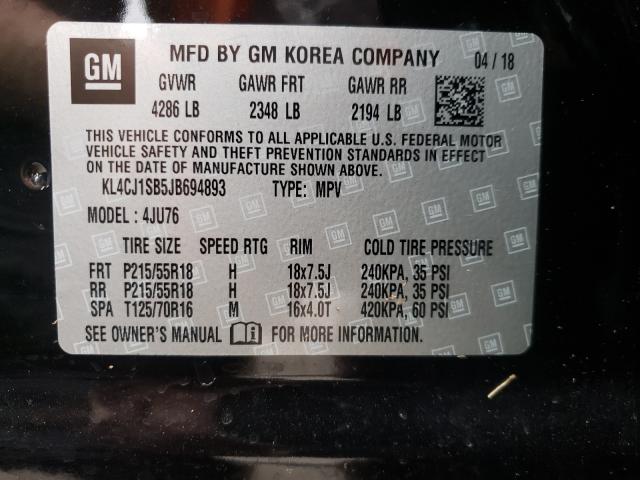 GM
MFD BY GM KOREA COMPANY 04 / 18
GVWR GAWR FRT GAWR RR
4286 LB 2348 LB 2194 LB
THIS VEHICLE CONFORMS TO ALL APPLICABLE U.S. FEDERAL MOTOR
VEHICLE SAFETY AND THEFT PREVENTION STANDARDS IN EFFECT
ON THE DATE OF MANUFACTURE SHOWN ABOVE.
KL4CJ1SB5JB694893 TYPE: MPV
MODEL : 4JU76
TIRE SIZE SPEED RTG RIM COLD TIRE PRESSURE
FRT P215/55R18 H 18x7.5J 240KPA, 35 PSI
RR P215/55R18 H 18x7.5J 240KPA, 35 PSI
SPA T125/70R16 M 16x4.0T 420KPA, 60 PSI
SEE OWNER'S MANUAL FOR MORE INFORMATION.